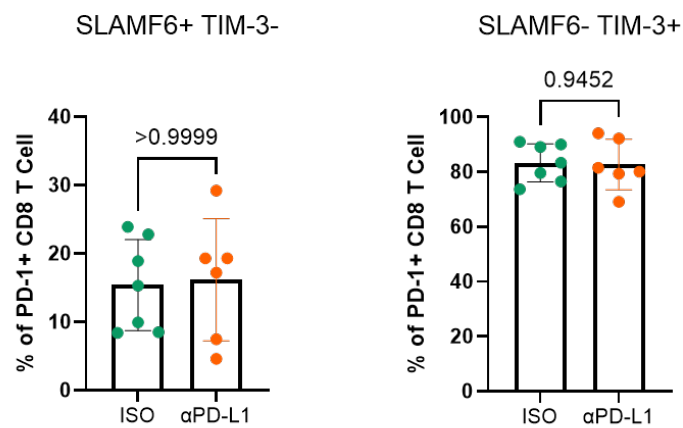 SLAMF6+ TIM-3-
% of PD-1+ CD8 T Cell
40
30
20
10
0
>0.9999
ISO
αPD-L1
SLAMF6- TIM-3+
% of PD-1+ CD8 T Cell
100
80
60
40
20
0
0.9452
ISO
αPD-L1